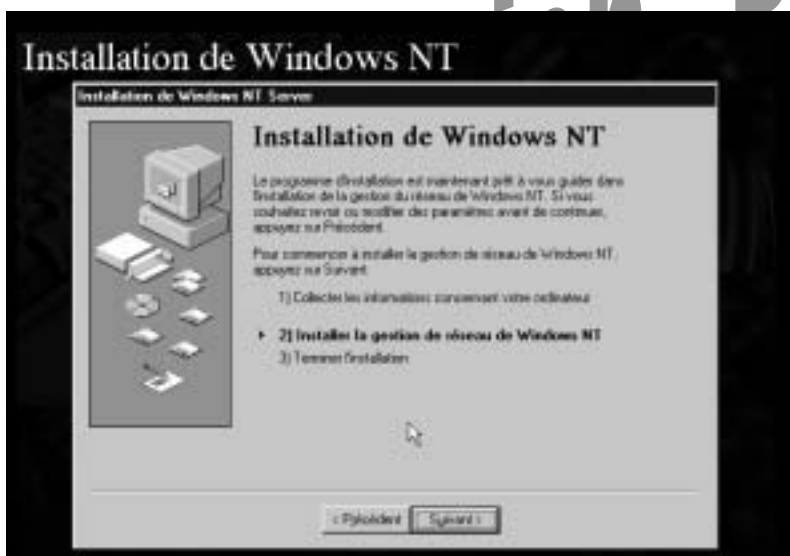 Installation de Windows NT
Installation de Windows NT Server
Installation de Windows NT
Le programme d'installation est maintenant prêt à vous guider dans
l'installation de la gestion du réseau de Windows NT. Si vous
souhaitez revoir ou modifier des paramètres avant de continuer,
appuyez sur Précédent.
Pour commencer à installer la gestion de réseau de Windows NT,
appuyez sur Suivant
1) Collecter les informations concernant votre ordinateur
2) Installer la gestion de réseau de Windows NT
3) Terminer l'installation
< Précédent
Suivant >